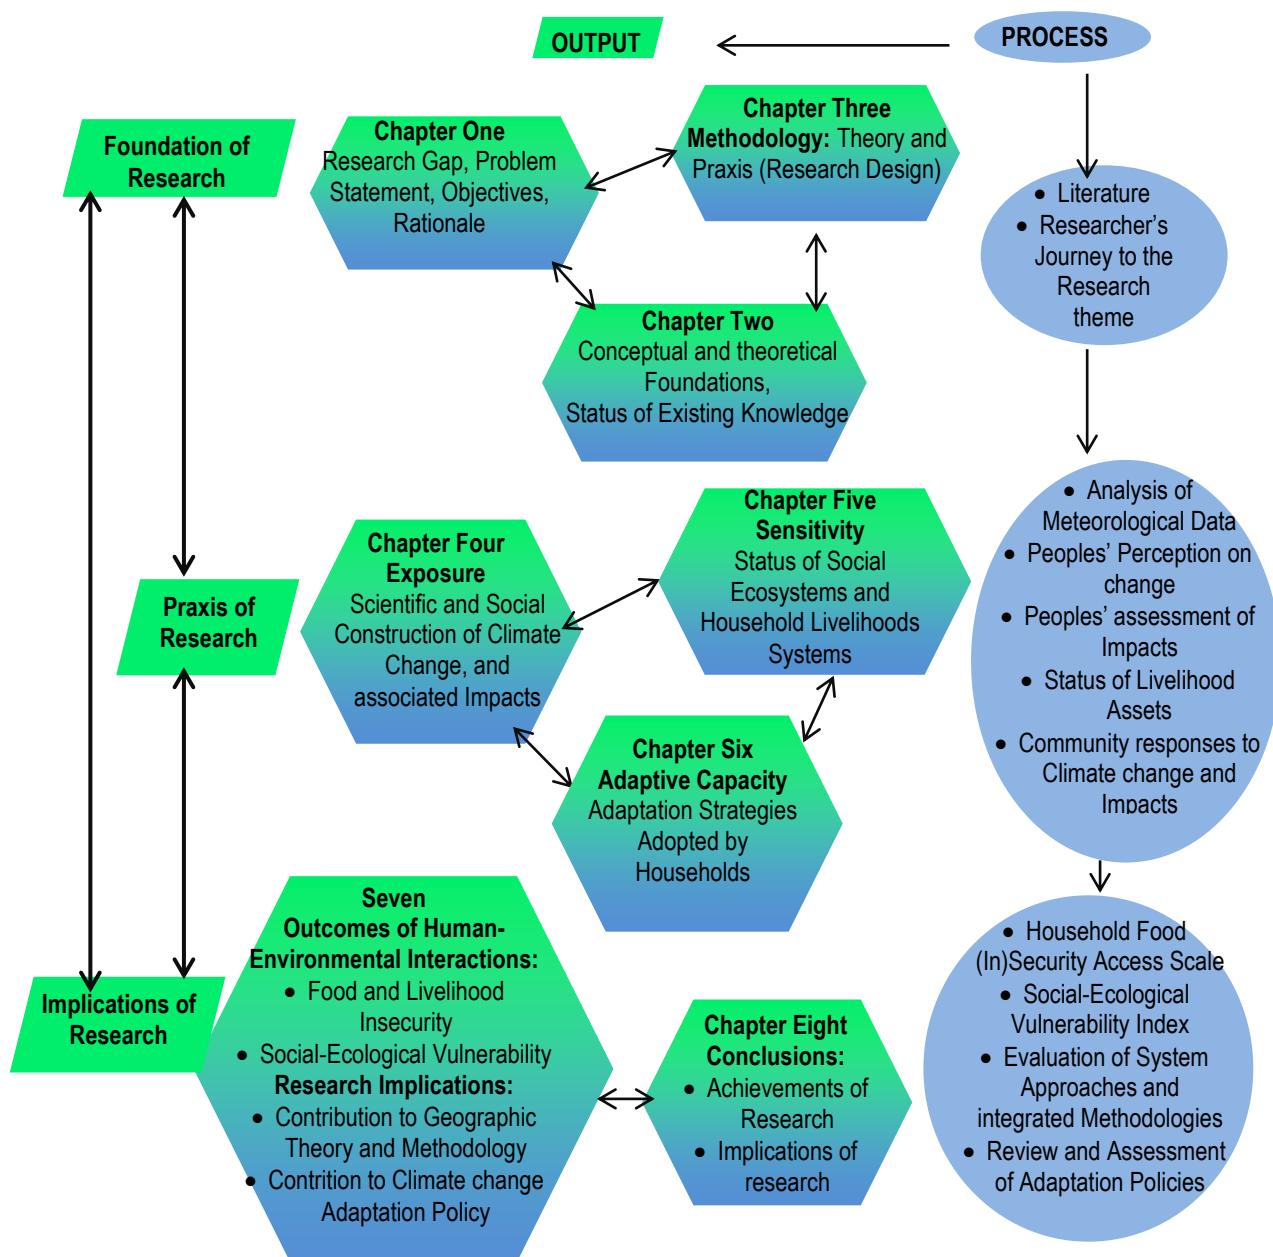 OUTPUT
PROCESS
Foundation of
Research
Chapter One
Research Gap, Problem
Statement, Objectives,
Rationale
Chapter Three
Methodology: Theory and
Praxis (Research Design)
• Literature
• Researcher’s
Journey to the
Research
theme
Chapter Two
Conceptual and theoretical
Foundations,
Status of Existing Knowledge
Praxis of
Research
Chapter Four
Exposure
Scientific and Social
Construction of Climate
Change, and
associated Impacts
Chapter Five
Sensitivity
Status of Social
Ecosystems and
Household Livelihoods
Systems
• Analysis of
Meteorological Data
• Peoples’ Perception on
change
• Peoples’ assessment of
Impacts
• Status of Livelihood
Assets
• Community responses to
Climate change and
Impacts
Chapter Six
Adaptive Capacity
Adaptation Strategies
Adopted by
Households
Implications of
Research
Seven
Outcomes of Human-
Environmental Interactions:
• Food and Livelihood
Insecurity
• Social-Ecological Vulnerability
Research Implications:
• Contribution to Geographic
Theory and Methodology
• Contrition to Climate change
Adaptation Policy
Chapter Eight
Conclusions:
• Achievements of
Research
• Implications of
research
• Household Food
(In)Security Access Scale
• Social-Ecological
Vulnerability Index
• Evaluation of System
Approaches and
integrated Methodologies
• Review and Assessment
of Adaptation Policies